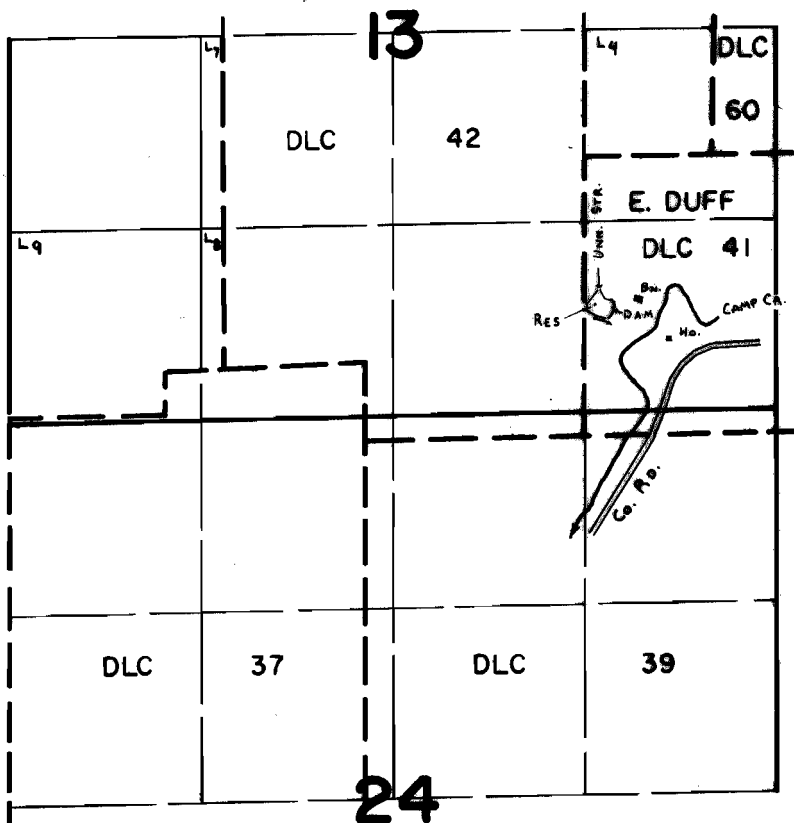 13
L7
L4
DLC
60
DLC 42
E. DUFF
UNN. STR.
L9
L8
DLC 41
BN.
CAMP CR.
RES
DAM
HO.
CO. RD.
DLC 37
DLC 39
24